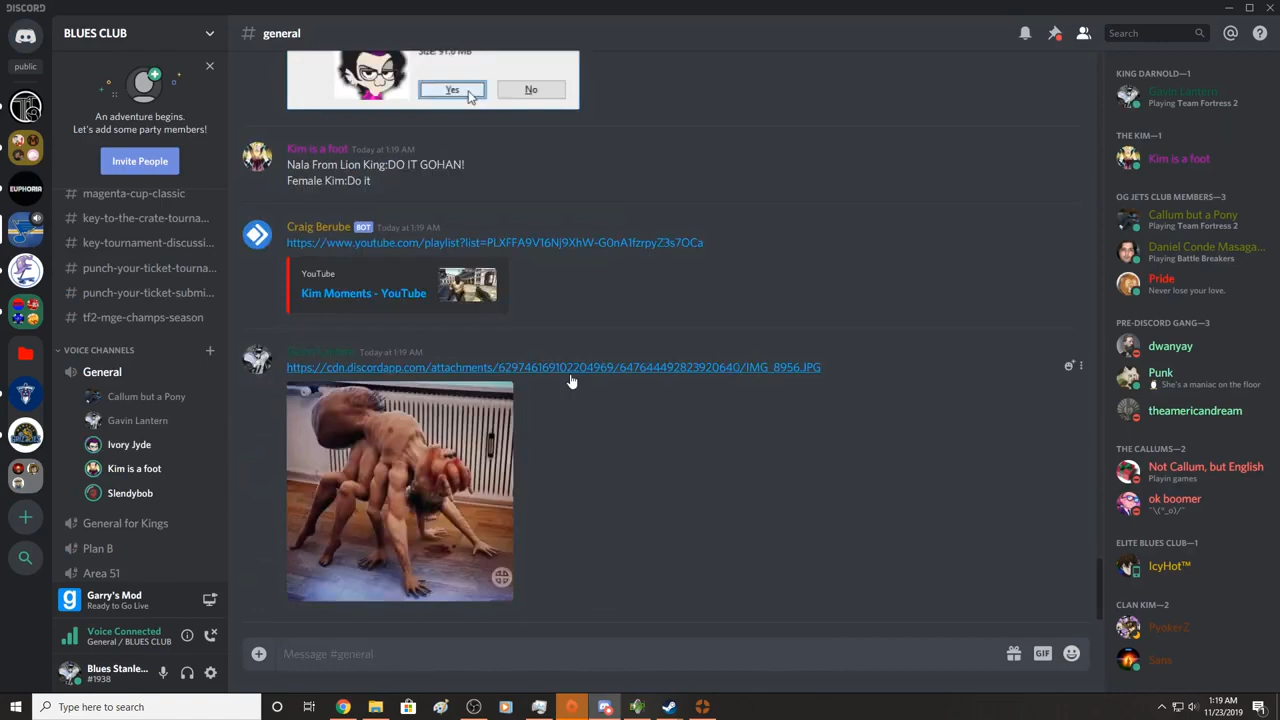 DISCORD
BLUES CLUB
general
Search
public
EUPHORIA
An adventure begins.
Let's add some party members!
Invite People
magenta-cup-classic
key-to-the-crate-tourna...
key-tournament-discussi...
punch-your-ticket-tourna...
punch-your-ticket-submi...
tf2-mge-champs-season
VOICE CHANNELS
General
Callum but a Pony
Gavin Lantern
Ivory Jyde
Kim is a foot
Slendybob
General for Kings
Plan B
Area 51
Garry's Mod
Ready to Go Live
Voice Connected
General / BLUES CLUB
Blues Stanle...
#1938
Yes No
Kim is a foot Today at 1:19 AM
Nala From Lion King:DO IT GOHAN!
Female Kim:Do it
Craig Berube BOT Today at 1:19 AM
https://www.youtube.com/playlist?list=PLXFFA9V16Nj9XhW-G0nA1fzrpyZ3s7OCa
YouTube
Kim Moments - YouTube
Today at 1:19 AM
https://cdn.discordapp.com/attachments/629746169102204969/647644492823920640/IMG_8956.JPG
Message #general
GIF
KING DARNOLD—1
Gavin Lantern
Playing Team Fortress 2
THE KIM—1
Kim is a foot
OG JETS CLUB MEMBERS—3
Callum but a Pony
Playing Team Fortress 2
Daniel Conde Masaga...
Playing Battle Breakers
Pride
Never lose your love.
PRE-DISCORD GANG—3
dwanyay
Punk
She's a maniac on the floor
theamericandream
THE CALLUMS—2
Not Callum, but English
Playin games
ok boomer
"\(°_o)/"
ELITE BLUES CLUB—1
IcyHot™
CLAN KIM—2
PyokerZ
Sans
Type here to search
1:19 AM
11/23/2019